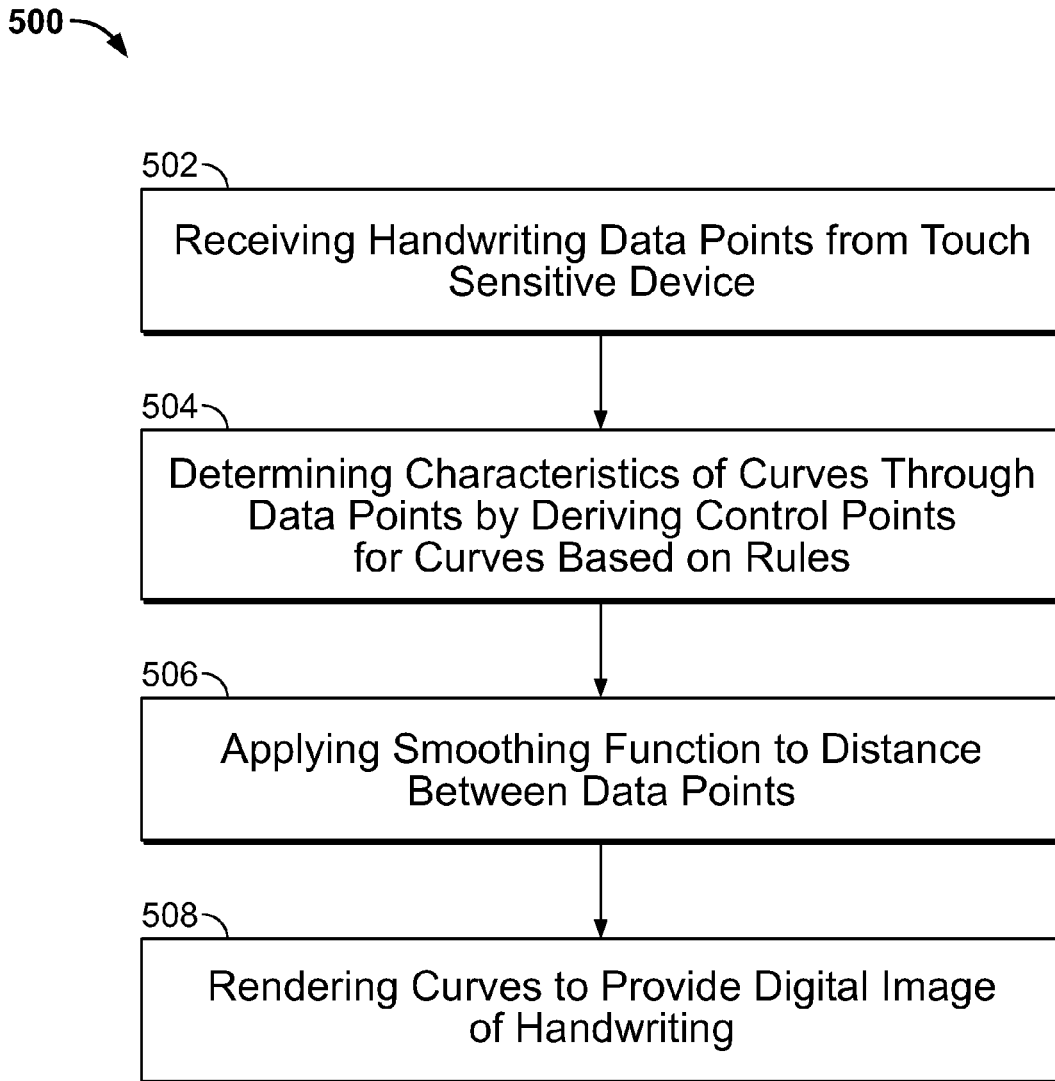 500
502
Receiving Handwriting Data Points from Touch
Sensitive Device
504
Determining Characteristics of Curves Through
Data Points by Deriving Control Points
for Curves Based on Rules
506
Applying Smoothing Function to Distance
Between Data Points
508
Rendering Curves to Provide Digital Image
of Handwriting